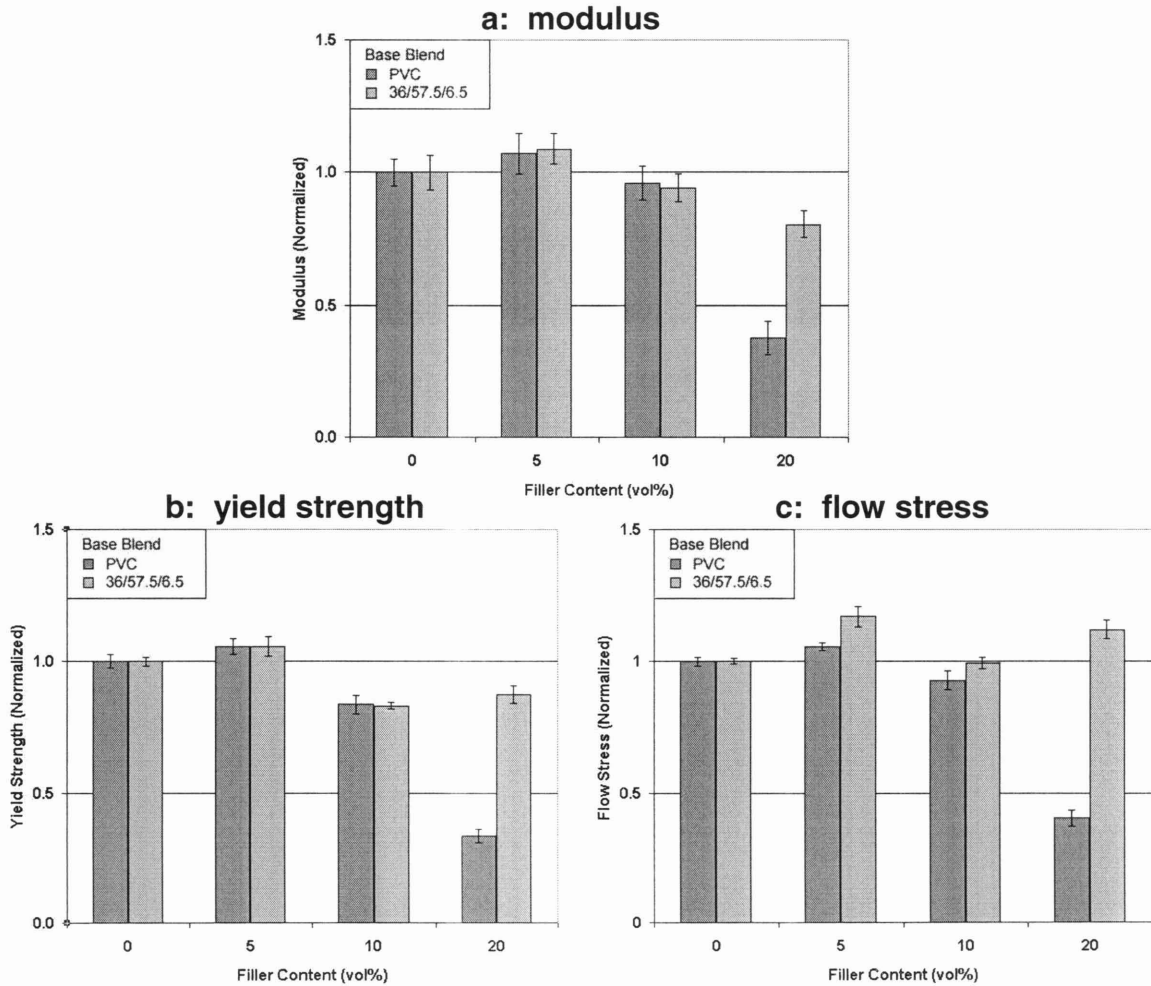 a: modulus
1.5
Base Blend
PVC
36/57.5/6.5
1.0
0.5
0.0
Modulus (Normalized)
0 5 10 20
Filler Content (vol%)
b: yield strength
1.5
Base Blend
PVC
36/57.5/6.5
1.0
0.5
0.0
Yield Strength (Normalized)
0 5 10 20
Filler Content (vol%)
c: flow stress
1.5
Base Blend
PVC
36/57.5/6.5
1
0.5
0
Flow Stress (Normalized)
0 5 10 20
Filler Content (vol%)